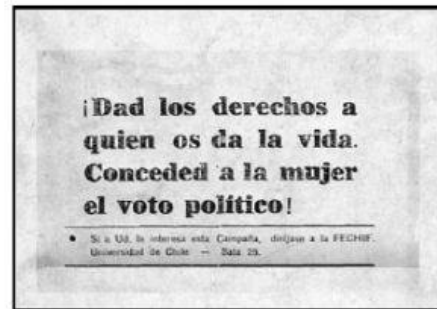 ¡Dad los derechos a
quien os da la vida.
Conceded a la mujer
el voto político!
• Si a Ud. le interesa esta Campaña, diríjase a la FECHIF.
Universidad de Chile — Sala 29.